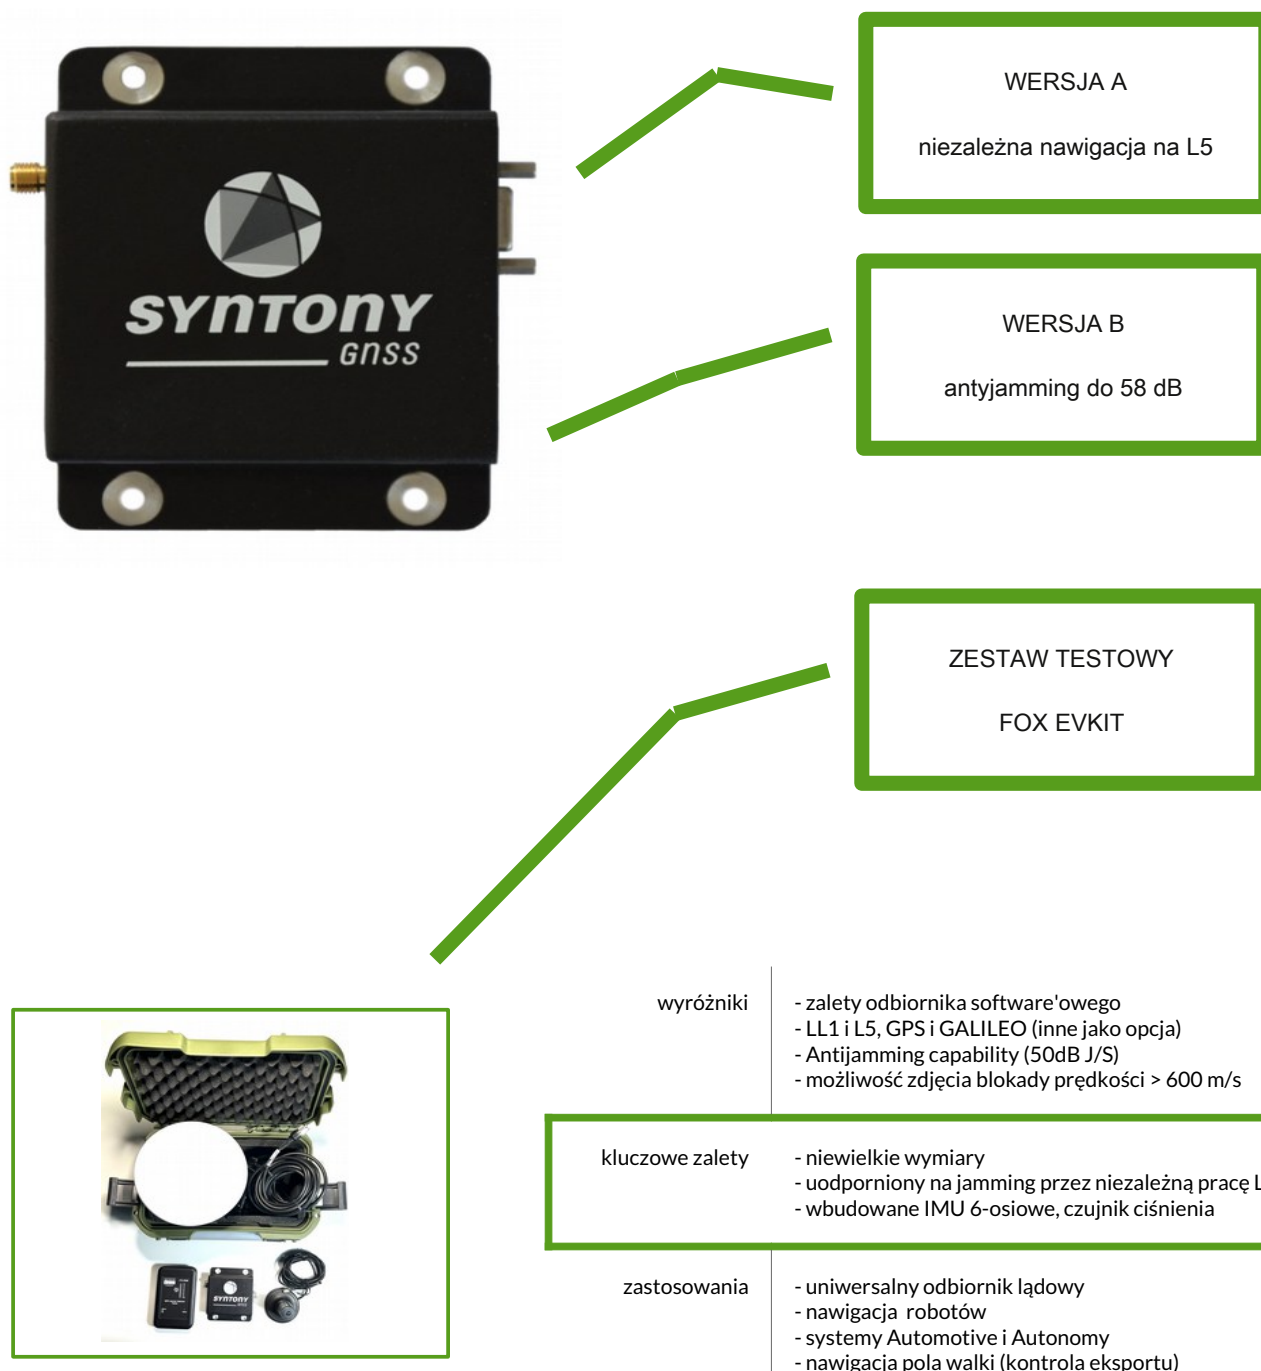 SYNTONY
GNSS
WERSJA A
niezależna nawigacja na L5
WERSJA B
antyjamming do 58 dB
ZESTAW TESTOWY
FOX EVKIT
SYNTONY
GNSS
wyróżniki
- zalety odbiornika software'owego
- LL1 i L5, GPS i GALILEO (inne jako opcja)
- Antijamming capability (50dB J/S)
- możliwość zdjęcia blokady prędkości > 600 m/s
kluczowe zalety
- niewielkie wymiary
- uodporniony na jamming przez niezależną pracę L
- wbudowane IMU 6-osiowe, czujnik ciśnienia
zastosowania
- uniwersalny odbiornik lądowy
- nawigacja robotów
- systemy Automotive i Autonomy
- nawigacja pola walki (kontrola eksportu)